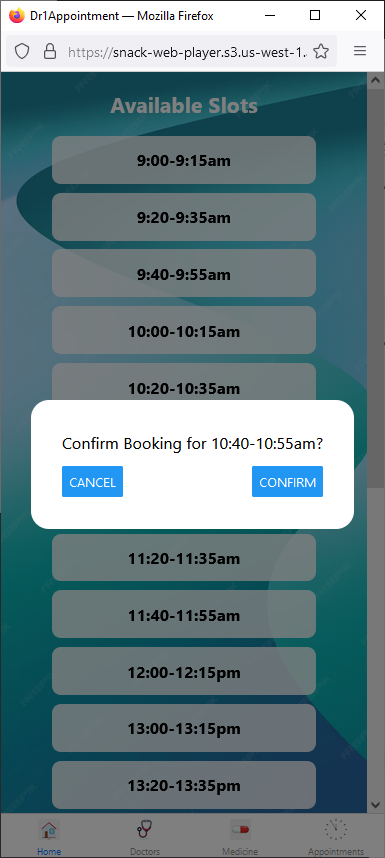 Dr1Appointment — Mozilla Firefox
https://snack-web-player.s3.us-west-1.
Available Slots
9:00-9:15am
9:20-9:35am
9:40-9:55am
10:00-10:15am
10:20-10:35am
Confirm Booking for 10:40-10:55am?
CANCEL CONFIRM
11:20-11:35am
11:40-11:55am
12:00-12:15pm
13:00-13:15pm
13:20-13:35pm
Home Doctors Medicine Appointments